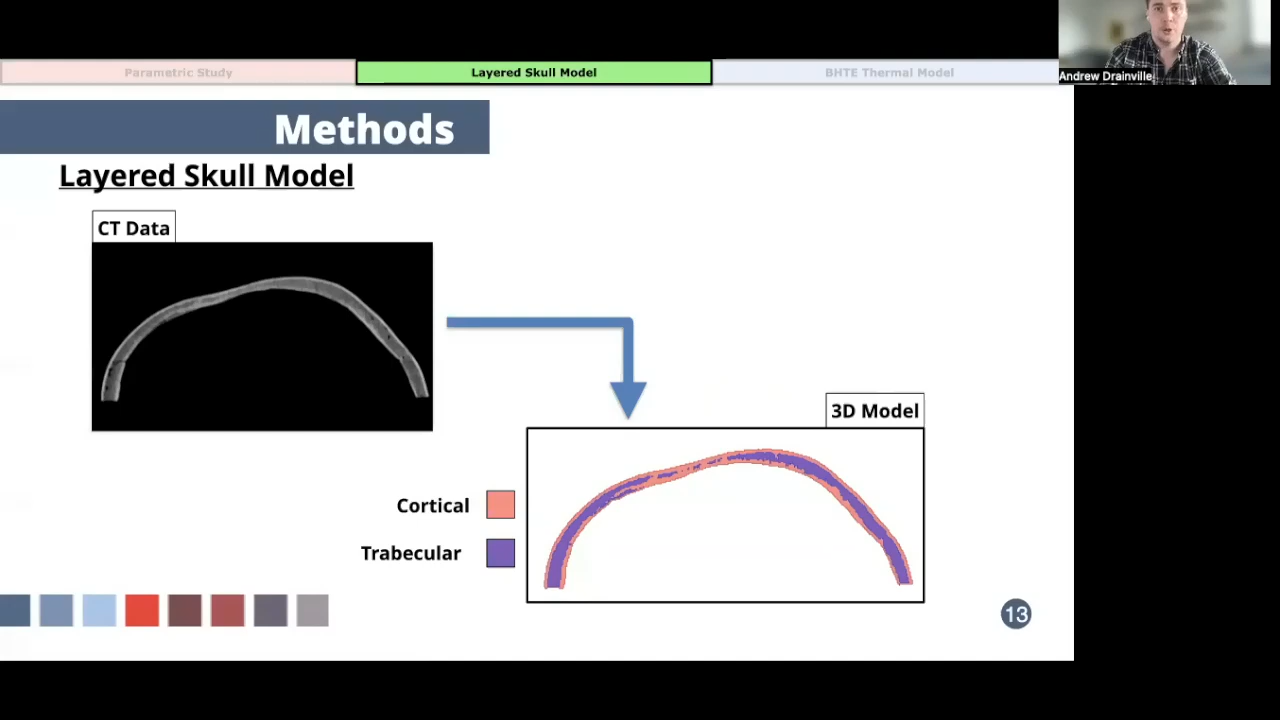 Parametric Study
Layered Skull Model
BHTE Thermal Model
Andrew Drainville
Methods
Layered Skull Model
CT Data
3D Model
Cortical
Trabecular
13